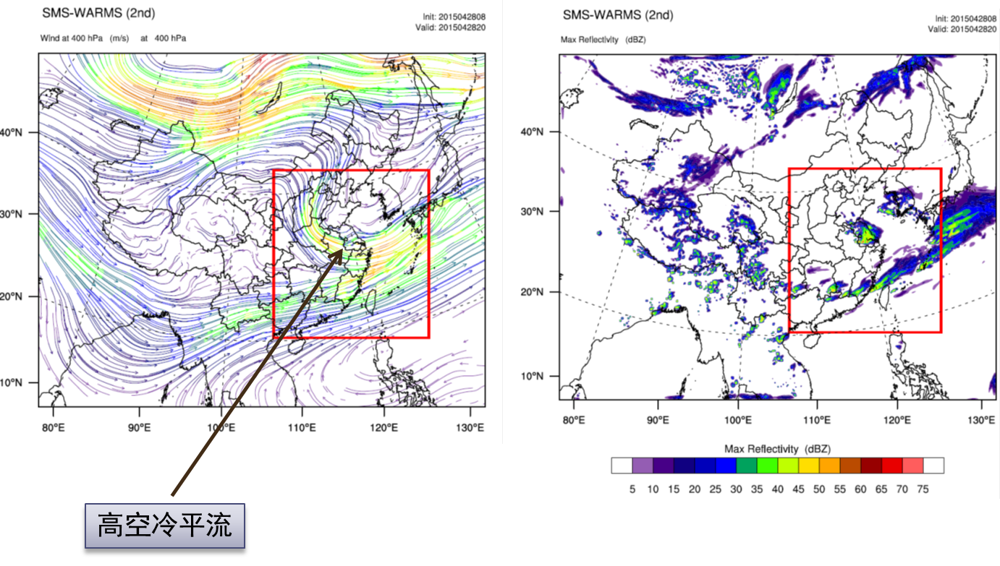 SMS-WARMS (2nd)
Init: 2015042808
Valid: 2015042820
Wind at 400 hPa (m/s) at 400 hPa
40°N
30°N
20°N
10°N
80°E 90°E 100°E 110°E 120°E 130°E
高空冷平流
SMS-WARMS (2nd)
Init: 2015042808
Valid: 2015042820
Max Reflectivity (dBZ)
40°N
30°N
20°N
10°N
80°E 90°E 100°E 110°E 120°E 130°E
Max Reflectivity (dBZ)
5 10 15 20 25 30 35 40 45 50 55 60 65 70 75